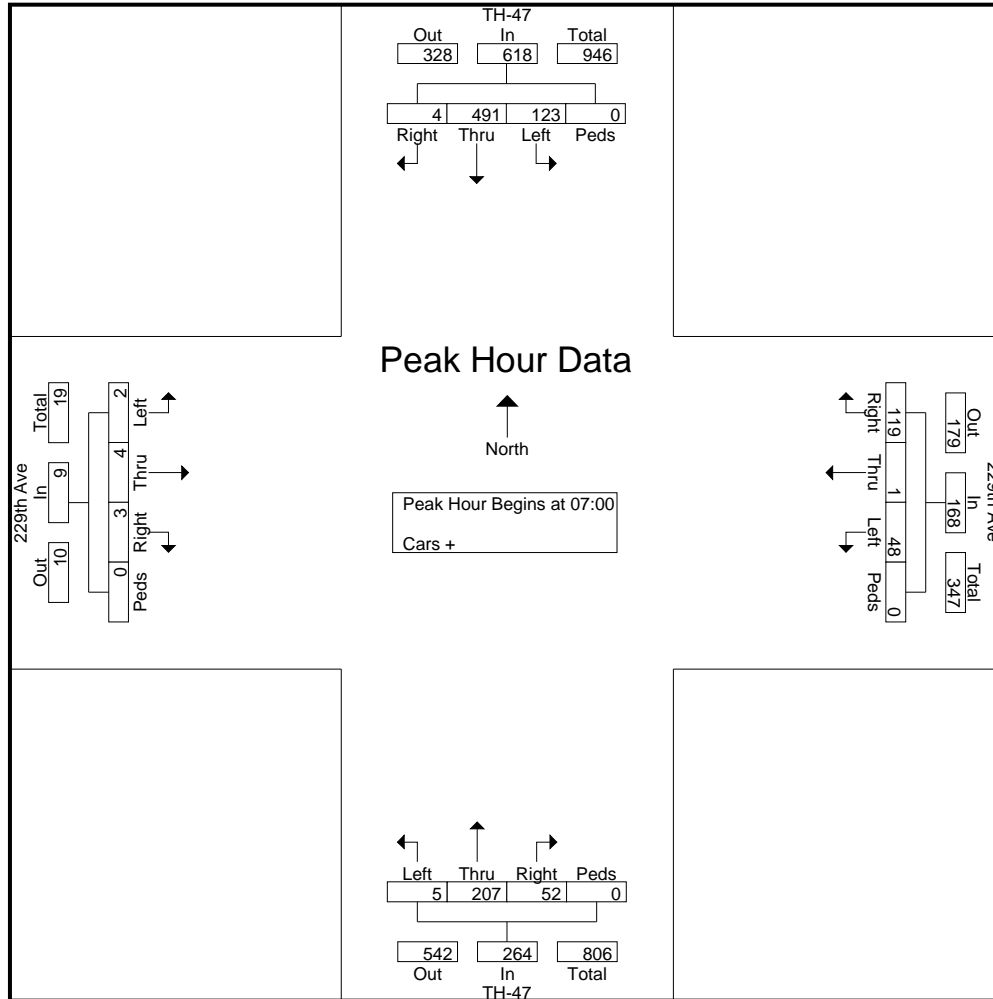 TH-47
Out In Total
328 618 946
4 491 123 0
Right Thru Left Peds
Peak Hour Data
North
Peak Hour Begins at 07:00
Cars +
229th Ave
Total In Out
19 9 10
2 4 3 0
Left Thru Right Peds
Right Thru Left Peds
119 1 48 0
Out In Total
179 168 347
229th Ave
Left Thru Right Peds
5 207 52 0
542 264 806
Out In Total
TH-47